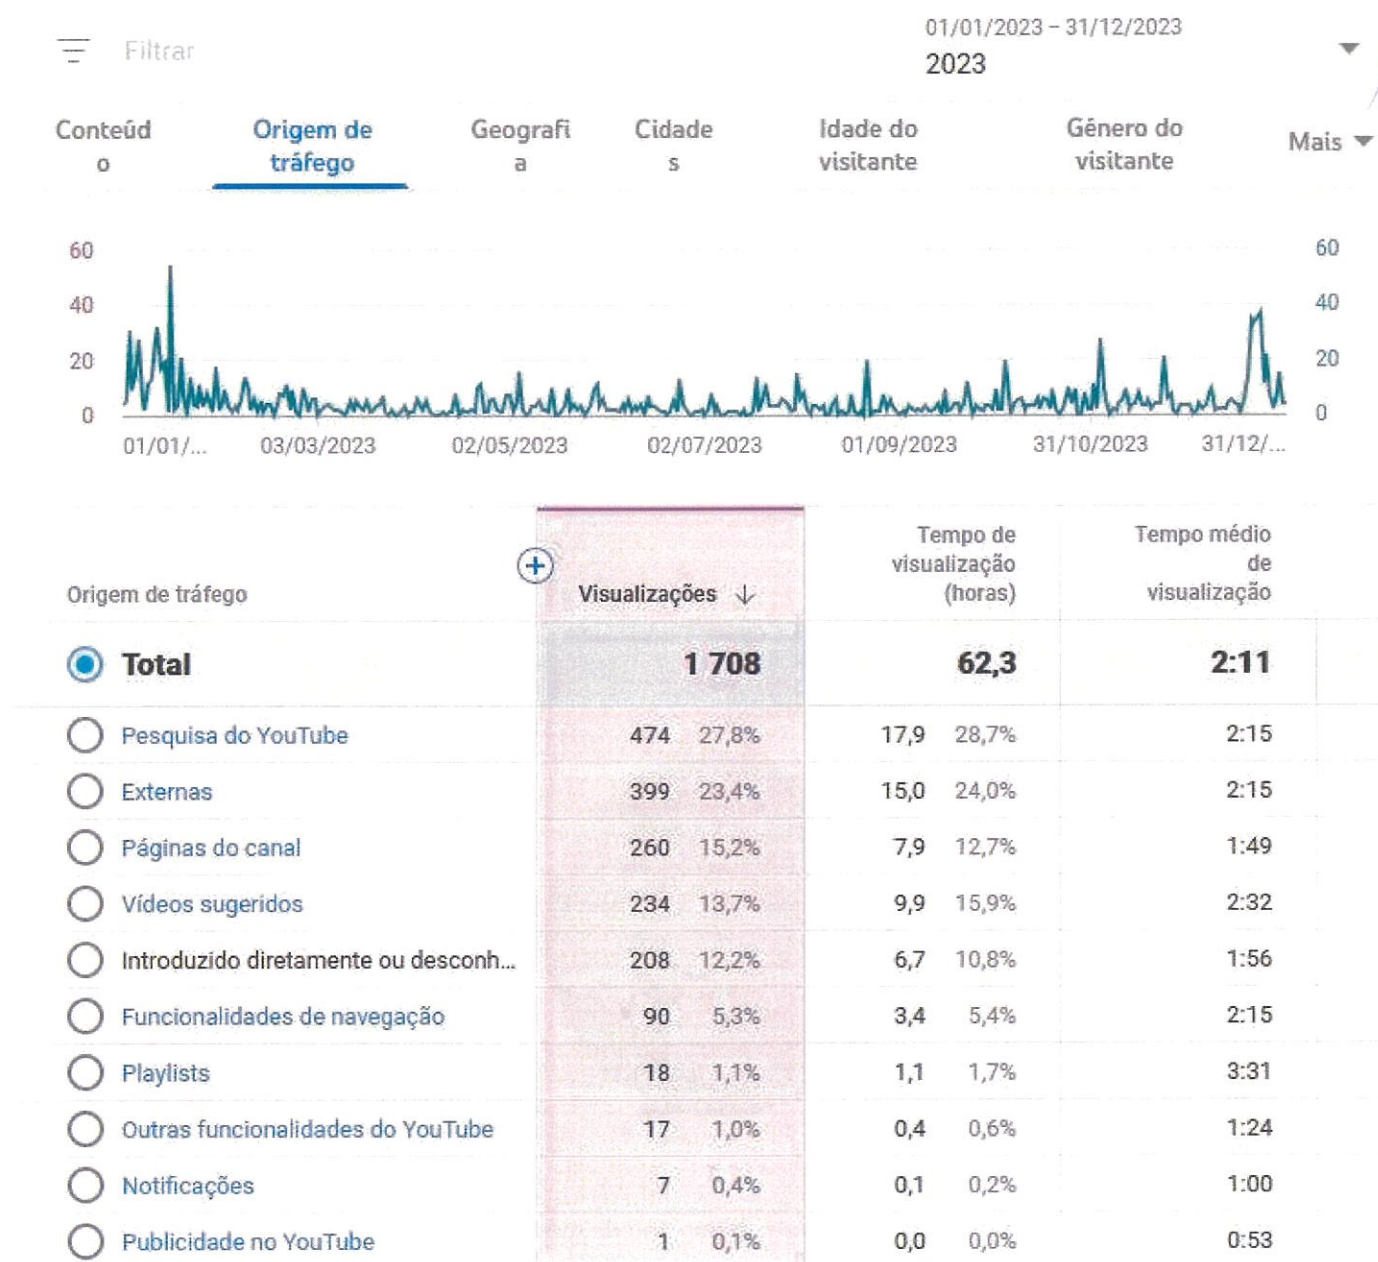 01/01/2023 – 31/12/2023
Filtrar
2023
Conteúd
o
Origem de
tráfego
Geografi
a
Cidade
s
Idade do
visitante
Género do
visitante
Mais
60
40
20
0
60
40
20
0
01/01/... 03/03/2023 02/05/2023 02/07/2023 01/09/2023 31/10/2023 31/12/...
Origem de tráfego
Visualizações
Tempo de
visualização
(horas)
Tempo médio
de
visualização
Total 1 708 62,3 2:11
Pesquisa do YouTube 474 27,8% 17,9 28,7% 2:15
Externas 399 23,4% 15,0 24,0% 2:15
Páginas do canal 260 15,2% 7,9 12,7% 1:49
Vídeos sugeridos 234 13,7% 9,9 15,9% 2:32
Introduzido diretamente ou desconh... 208 12,2% 6,7 10,8% 1:56
Funcionalidades de navegação 90 5,3% 3,4 5,4% 2:15
Playlists 18 1,1% 1,1 1,7% 3:31
Outras funcionalidades do YouTube 17 1,0% 0,4 0,6% 1:24
Notificações 7 0,4% 0,1 0,2% 1:00
Publicidade no YouTube 1 0,1% 0,0 0,0% 0:53